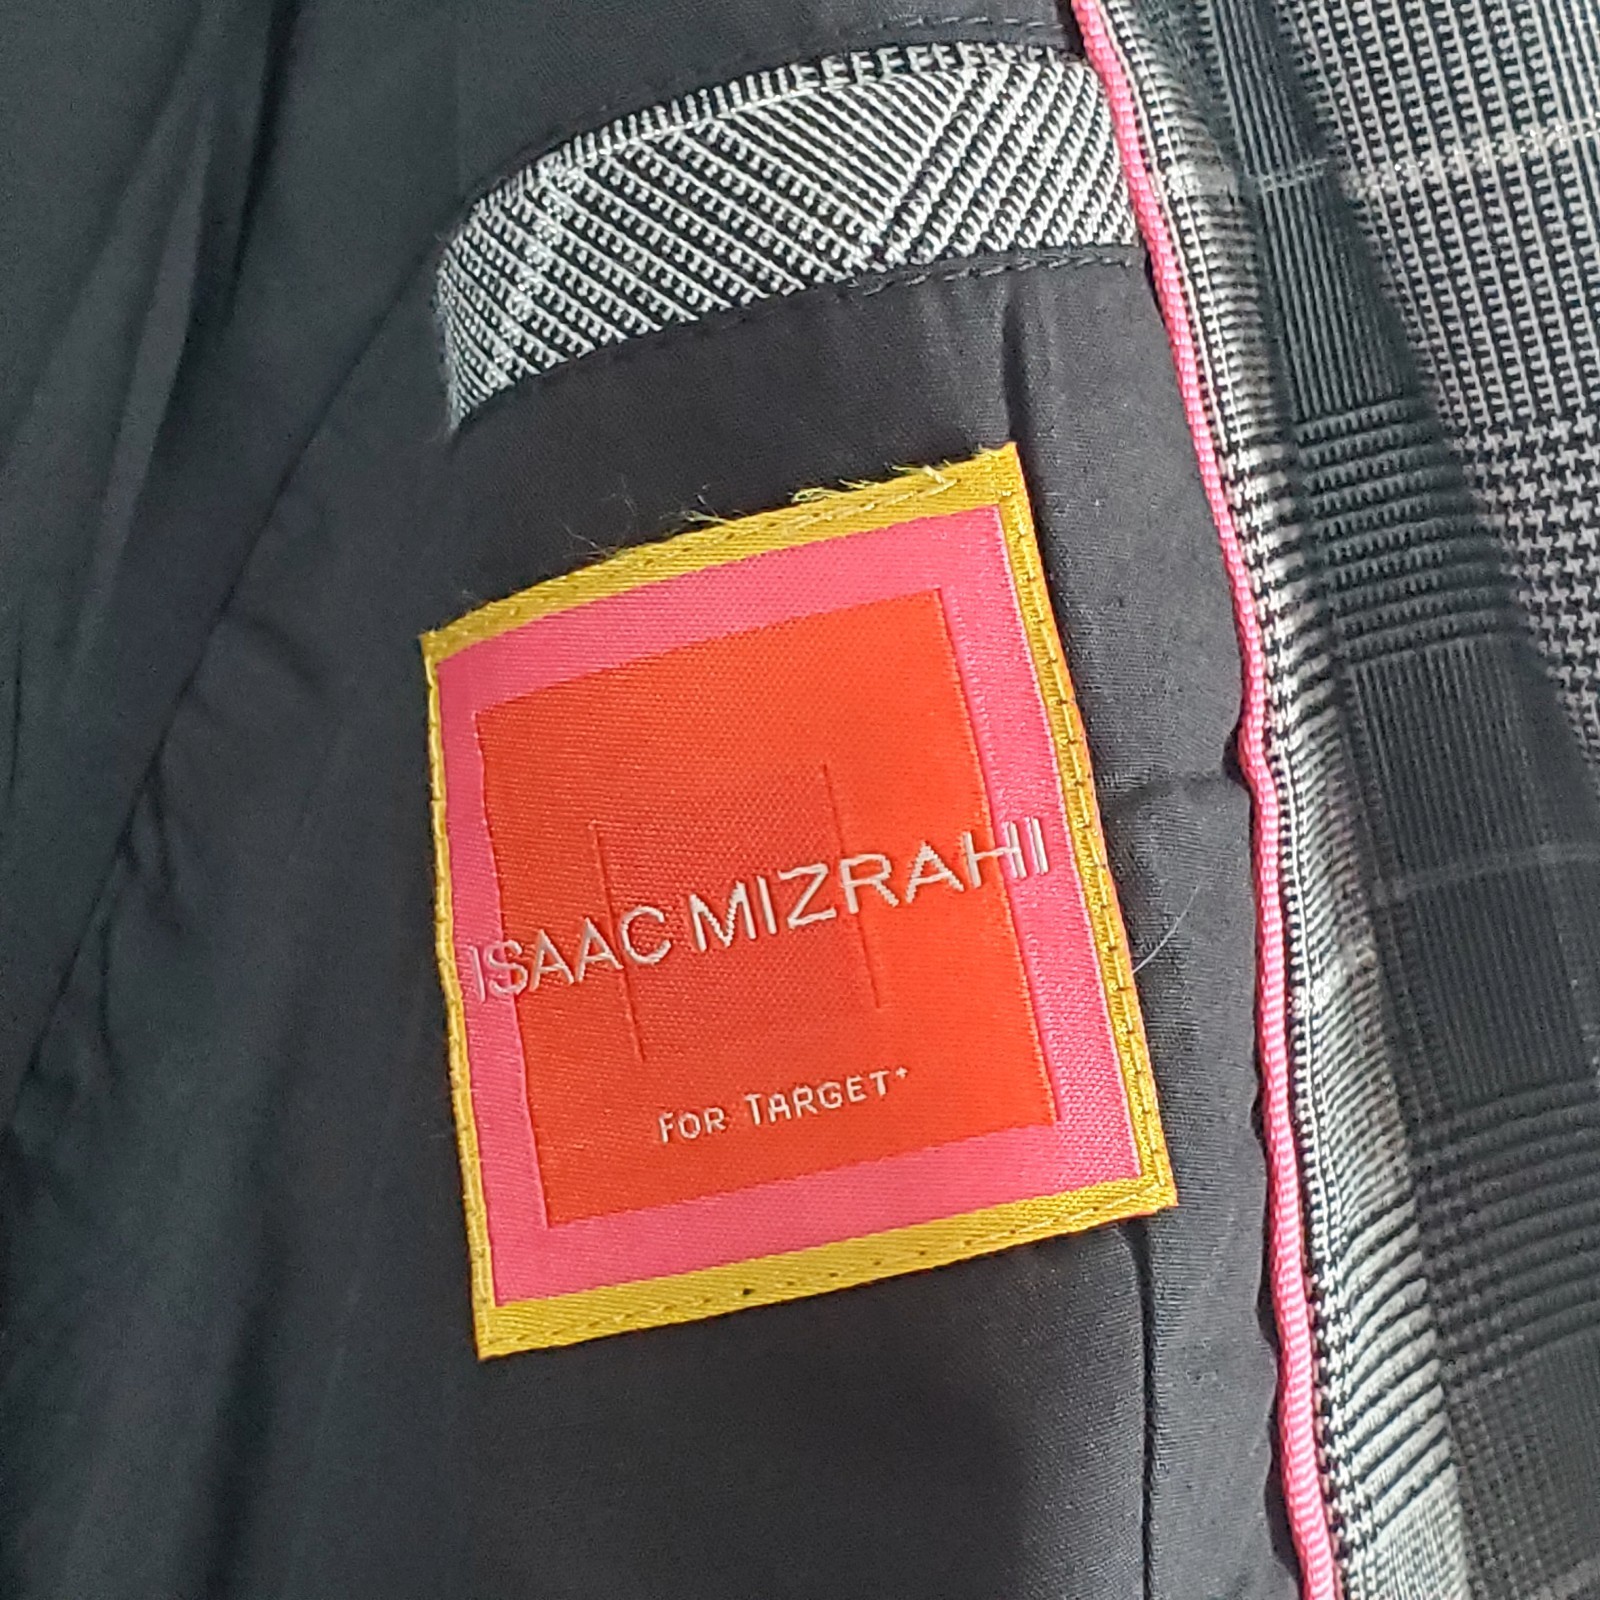 ISAAC MIZRAHI
FOR TARGET+